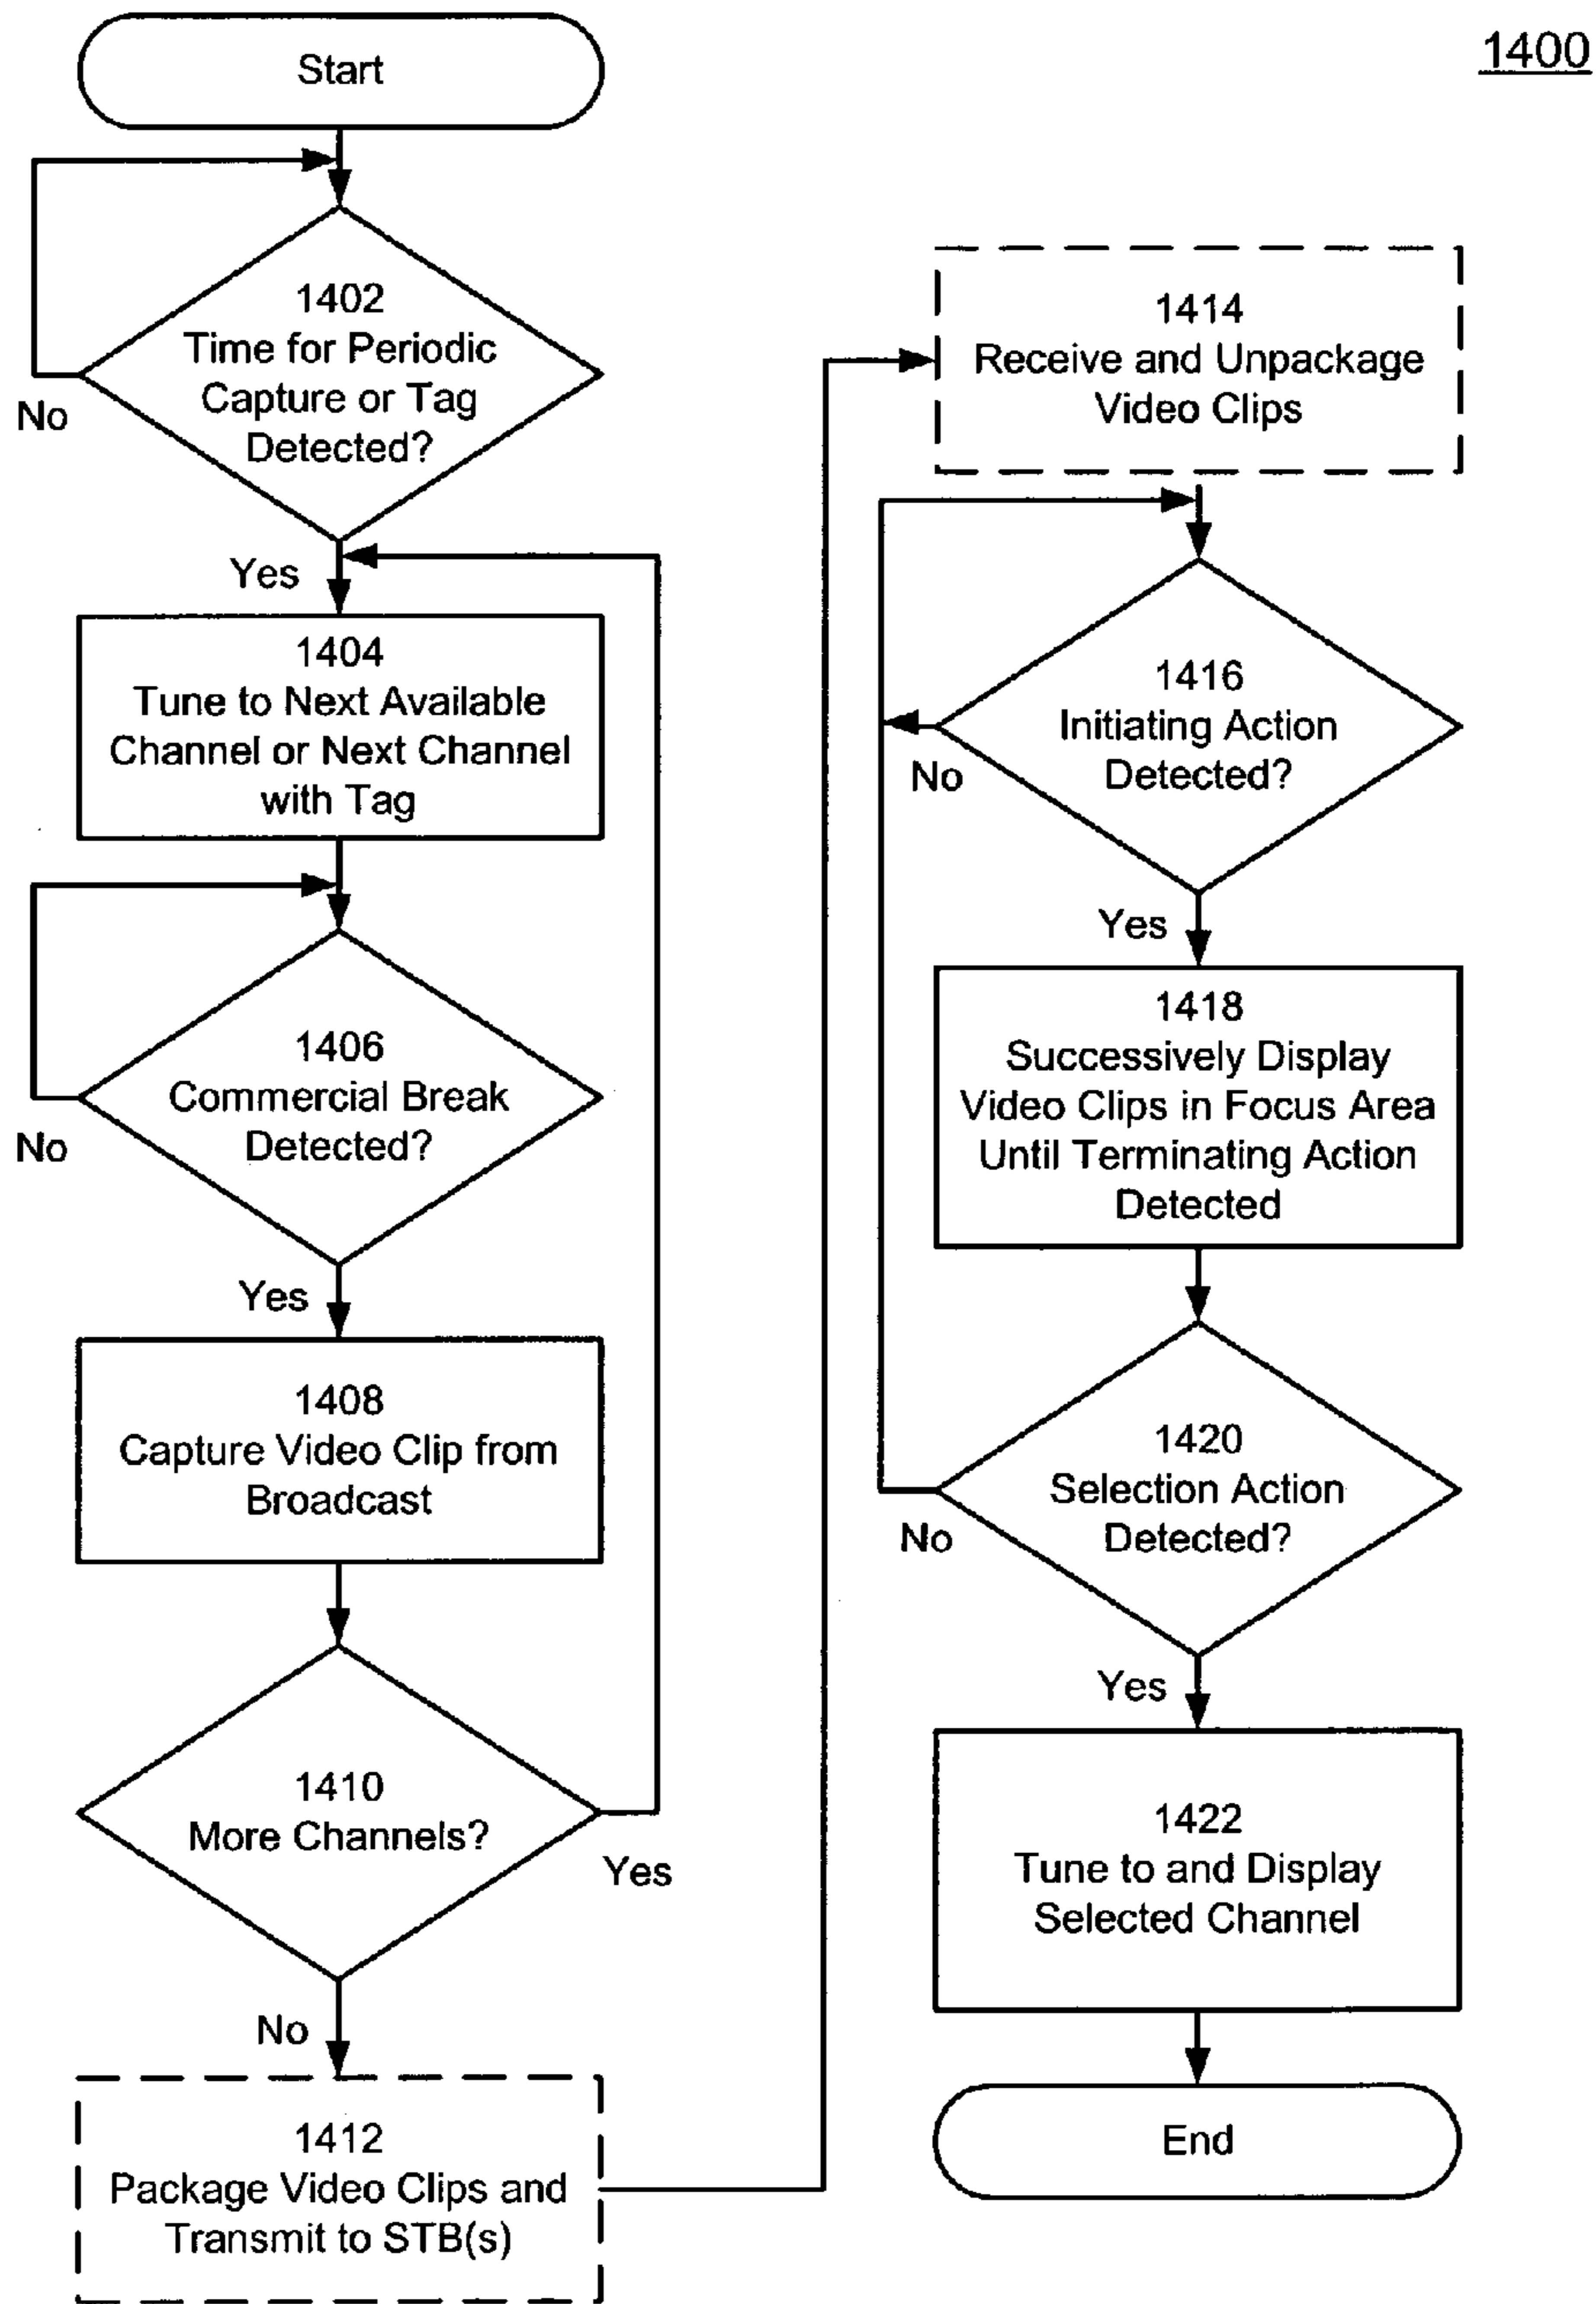 1400
Start
1402
Time for Periodic
Capture or Tag
Detected?
No
Yes
1404
Tune to Next Available
Channel or Next Channel
with Tag
1406
Commercial Break
Detected?
No
Yes
1408
Capture Video Clip from
Broadcast
1410
More Channels?
Yes
No
1412
Package Video Clips and
Transmit to STB(s)
1414
Receive and Unpackage
Video Clips
1416
Initiating Action
Detected?
No
Yes
1418
Successively Display
Video Clips in Focus Area
Until Terminating Action
Detected
1420
Selection Action
Detected?
No
Yes
1422
Tune to and Display
Selected Channel
End